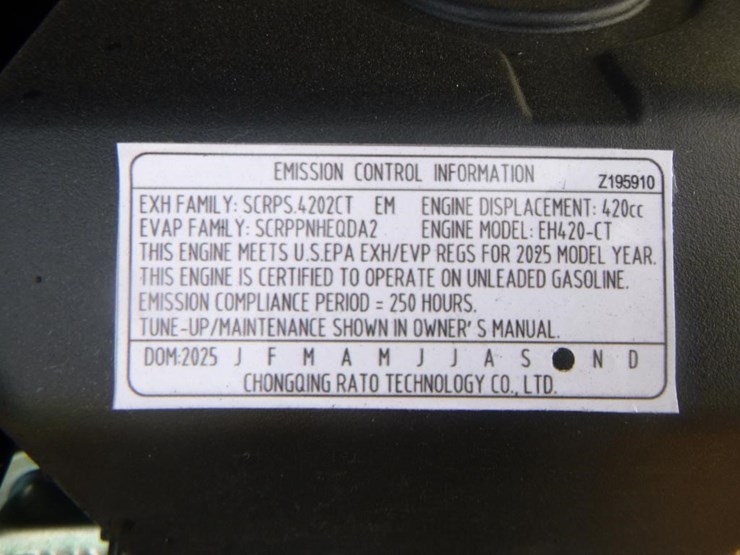 EMISSION CONTROL INFORMATION
Z195910
EXH FAMILY: SCRPS.4202CT EM ENGINE DISPLACEMENT: 420cc
EVAP FAMILY: SCRPPNHEQDA2 ENGINE MODEL: EH420-CT
THIS ENGINE MEETS U.S.EPA EXH/EVP REGS FOR 2025 MODEL YEAR.
THIS ENGINE IS CERTIFIED TO OPERATE ON UNLEADED GASOLINE.
EMISSION COMPLIANCE PERIOD = 250 HOURS.
TUNE-UP/MAINTENANCE SHOWN IN OWNER' S MANUAL.
DOM:2025 J F M A M J J A S N D
CHONGQING RATO TECHNOLOGY CO., LTD.